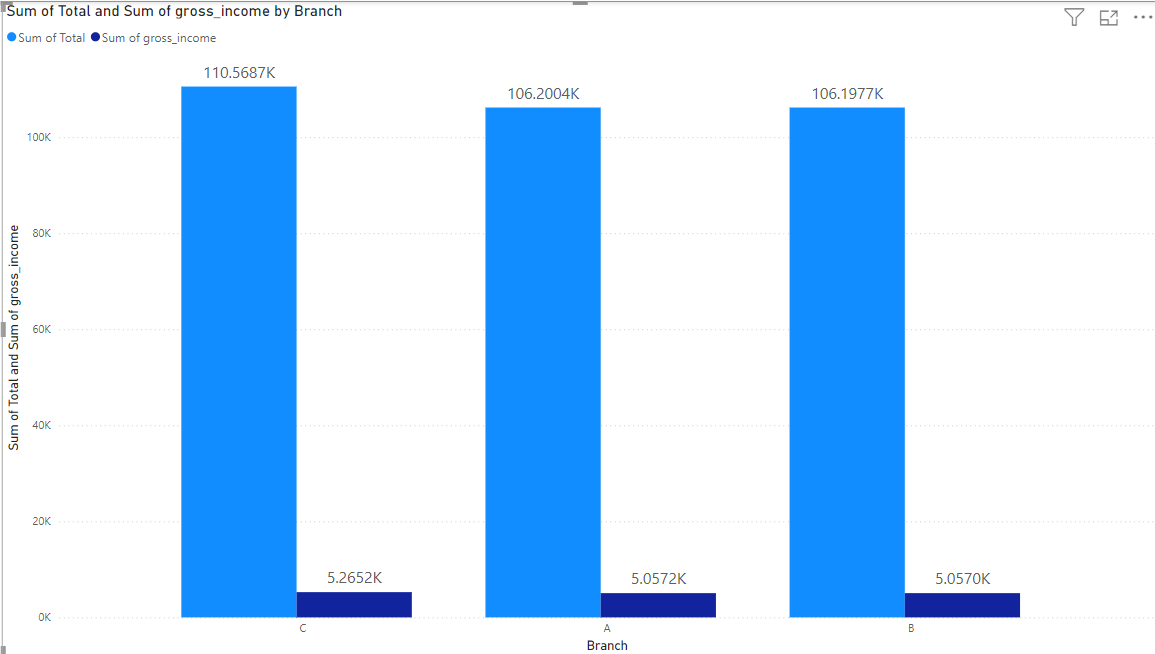 Sum of Total and Sum of gross_income by Branch
Sum of Total Sum of gross_income
110.5687K
106.2004K
106.1977K
100K
80K
60K
40K
20K
0K
5.2652K
5.0572K
5.0570K
C
A
B
Branch
Sum of Total and Sum of gross_income